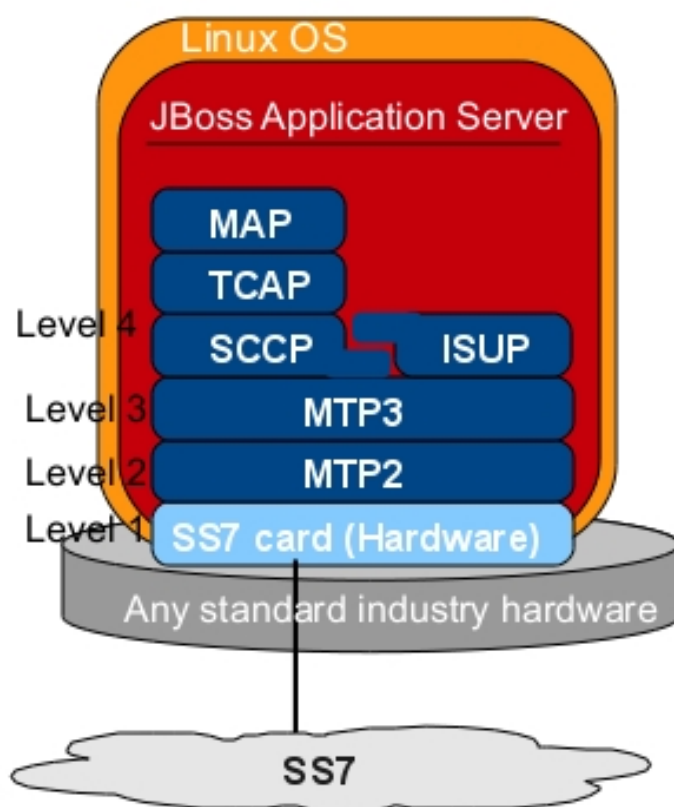 Linux OS
JBoss Application Server
MAP
TCAP
Level 4
SCCP
ISUP
Level 3
MTP3
Level 2
MTP2
Level 1
SS7 card (Hardware)
Any standard industry hardware
SS7